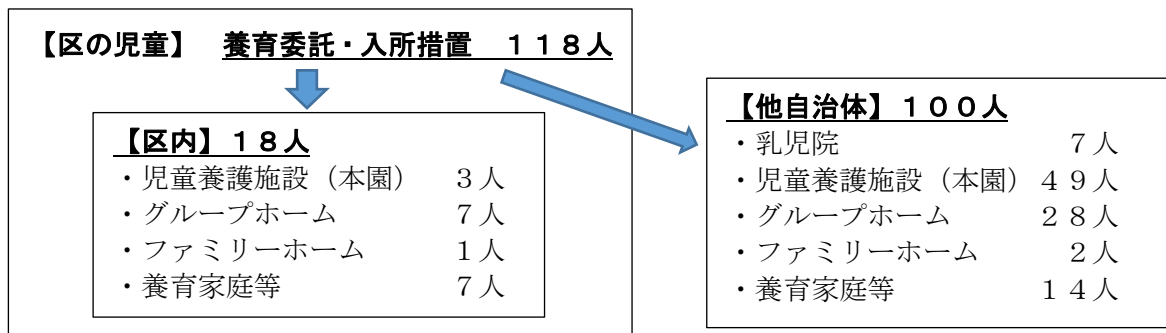 【区の児童】 養育委託・入所措置 １１８人
【区内】１８人
・児童養護施設（本園） ３人
・グループホーム ７人
・ファミリーホーム １人
・養育家庭等 ７人
【他自治体】１００人
・乳児院 ７人
・児童養護施設（本園）４９人
・グループホーム ２８人
・ファミリーホーム ２人
・養育家庭等 １４人